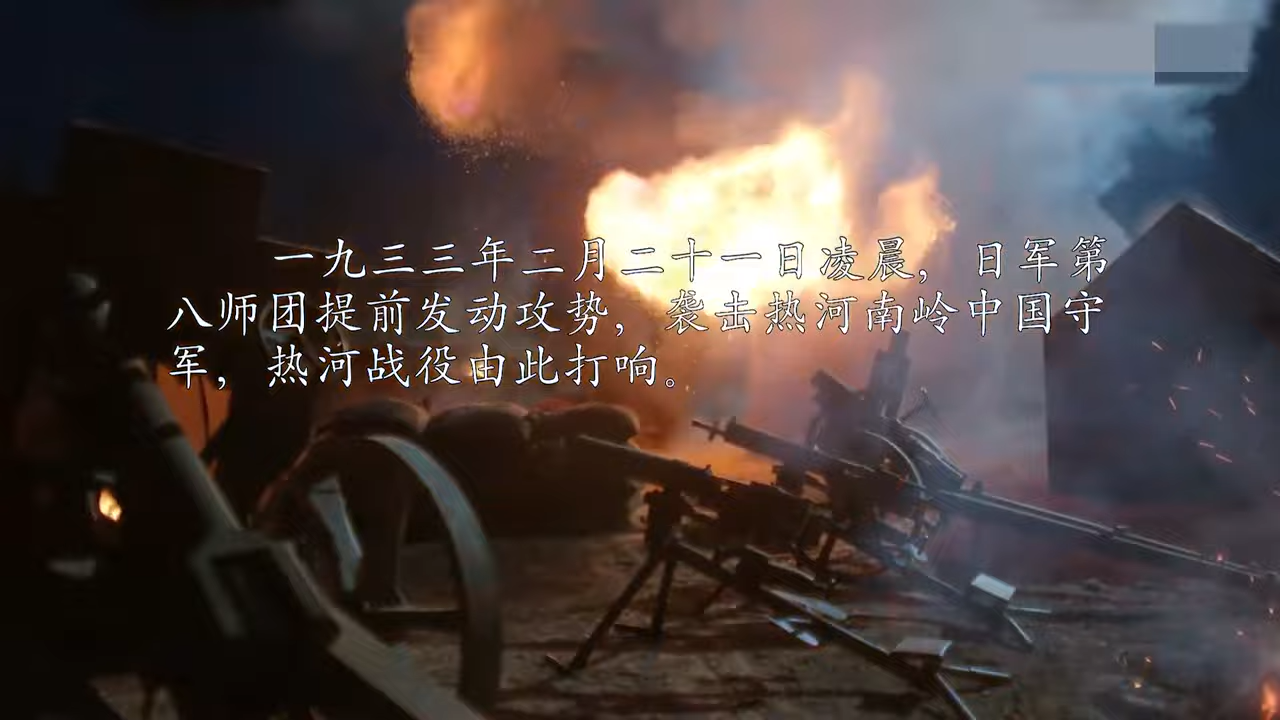 一九三三年二月二十一日凌晨，日军第
八师团提前发动攻势，袭击热河南岭中国守
军，热河战役由此打响。